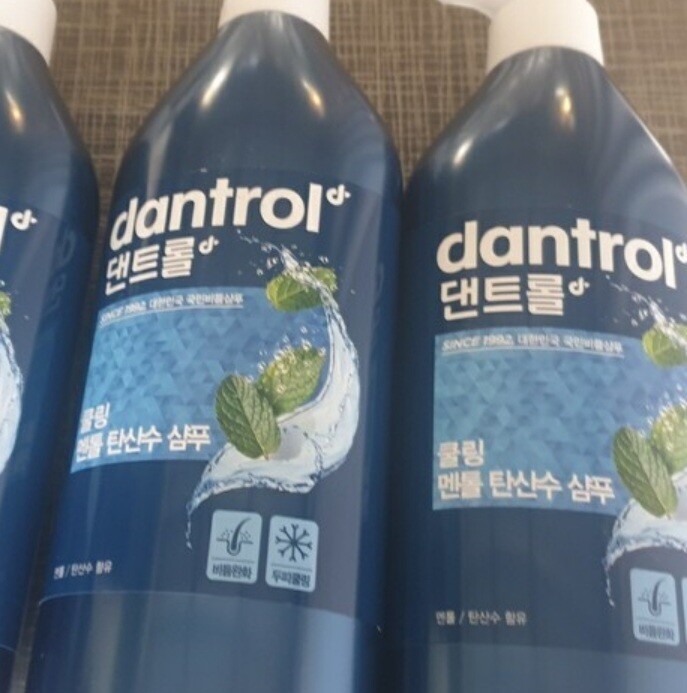 dantrol
댄트롤
SINCE 1992, 대한민국 국민비듬샴푸
쿨링
멘톨 탄산수 샴푸
비듬완화
두피쿨링
멘톨 / 탄산수 함유
dantrol
댄트롤
SINCE 1992, 대한민국 국민비듬샴푸
쿨링
멘톨 탄산수 샴푸
비듬완화
멘톨 / 탄산수 함유